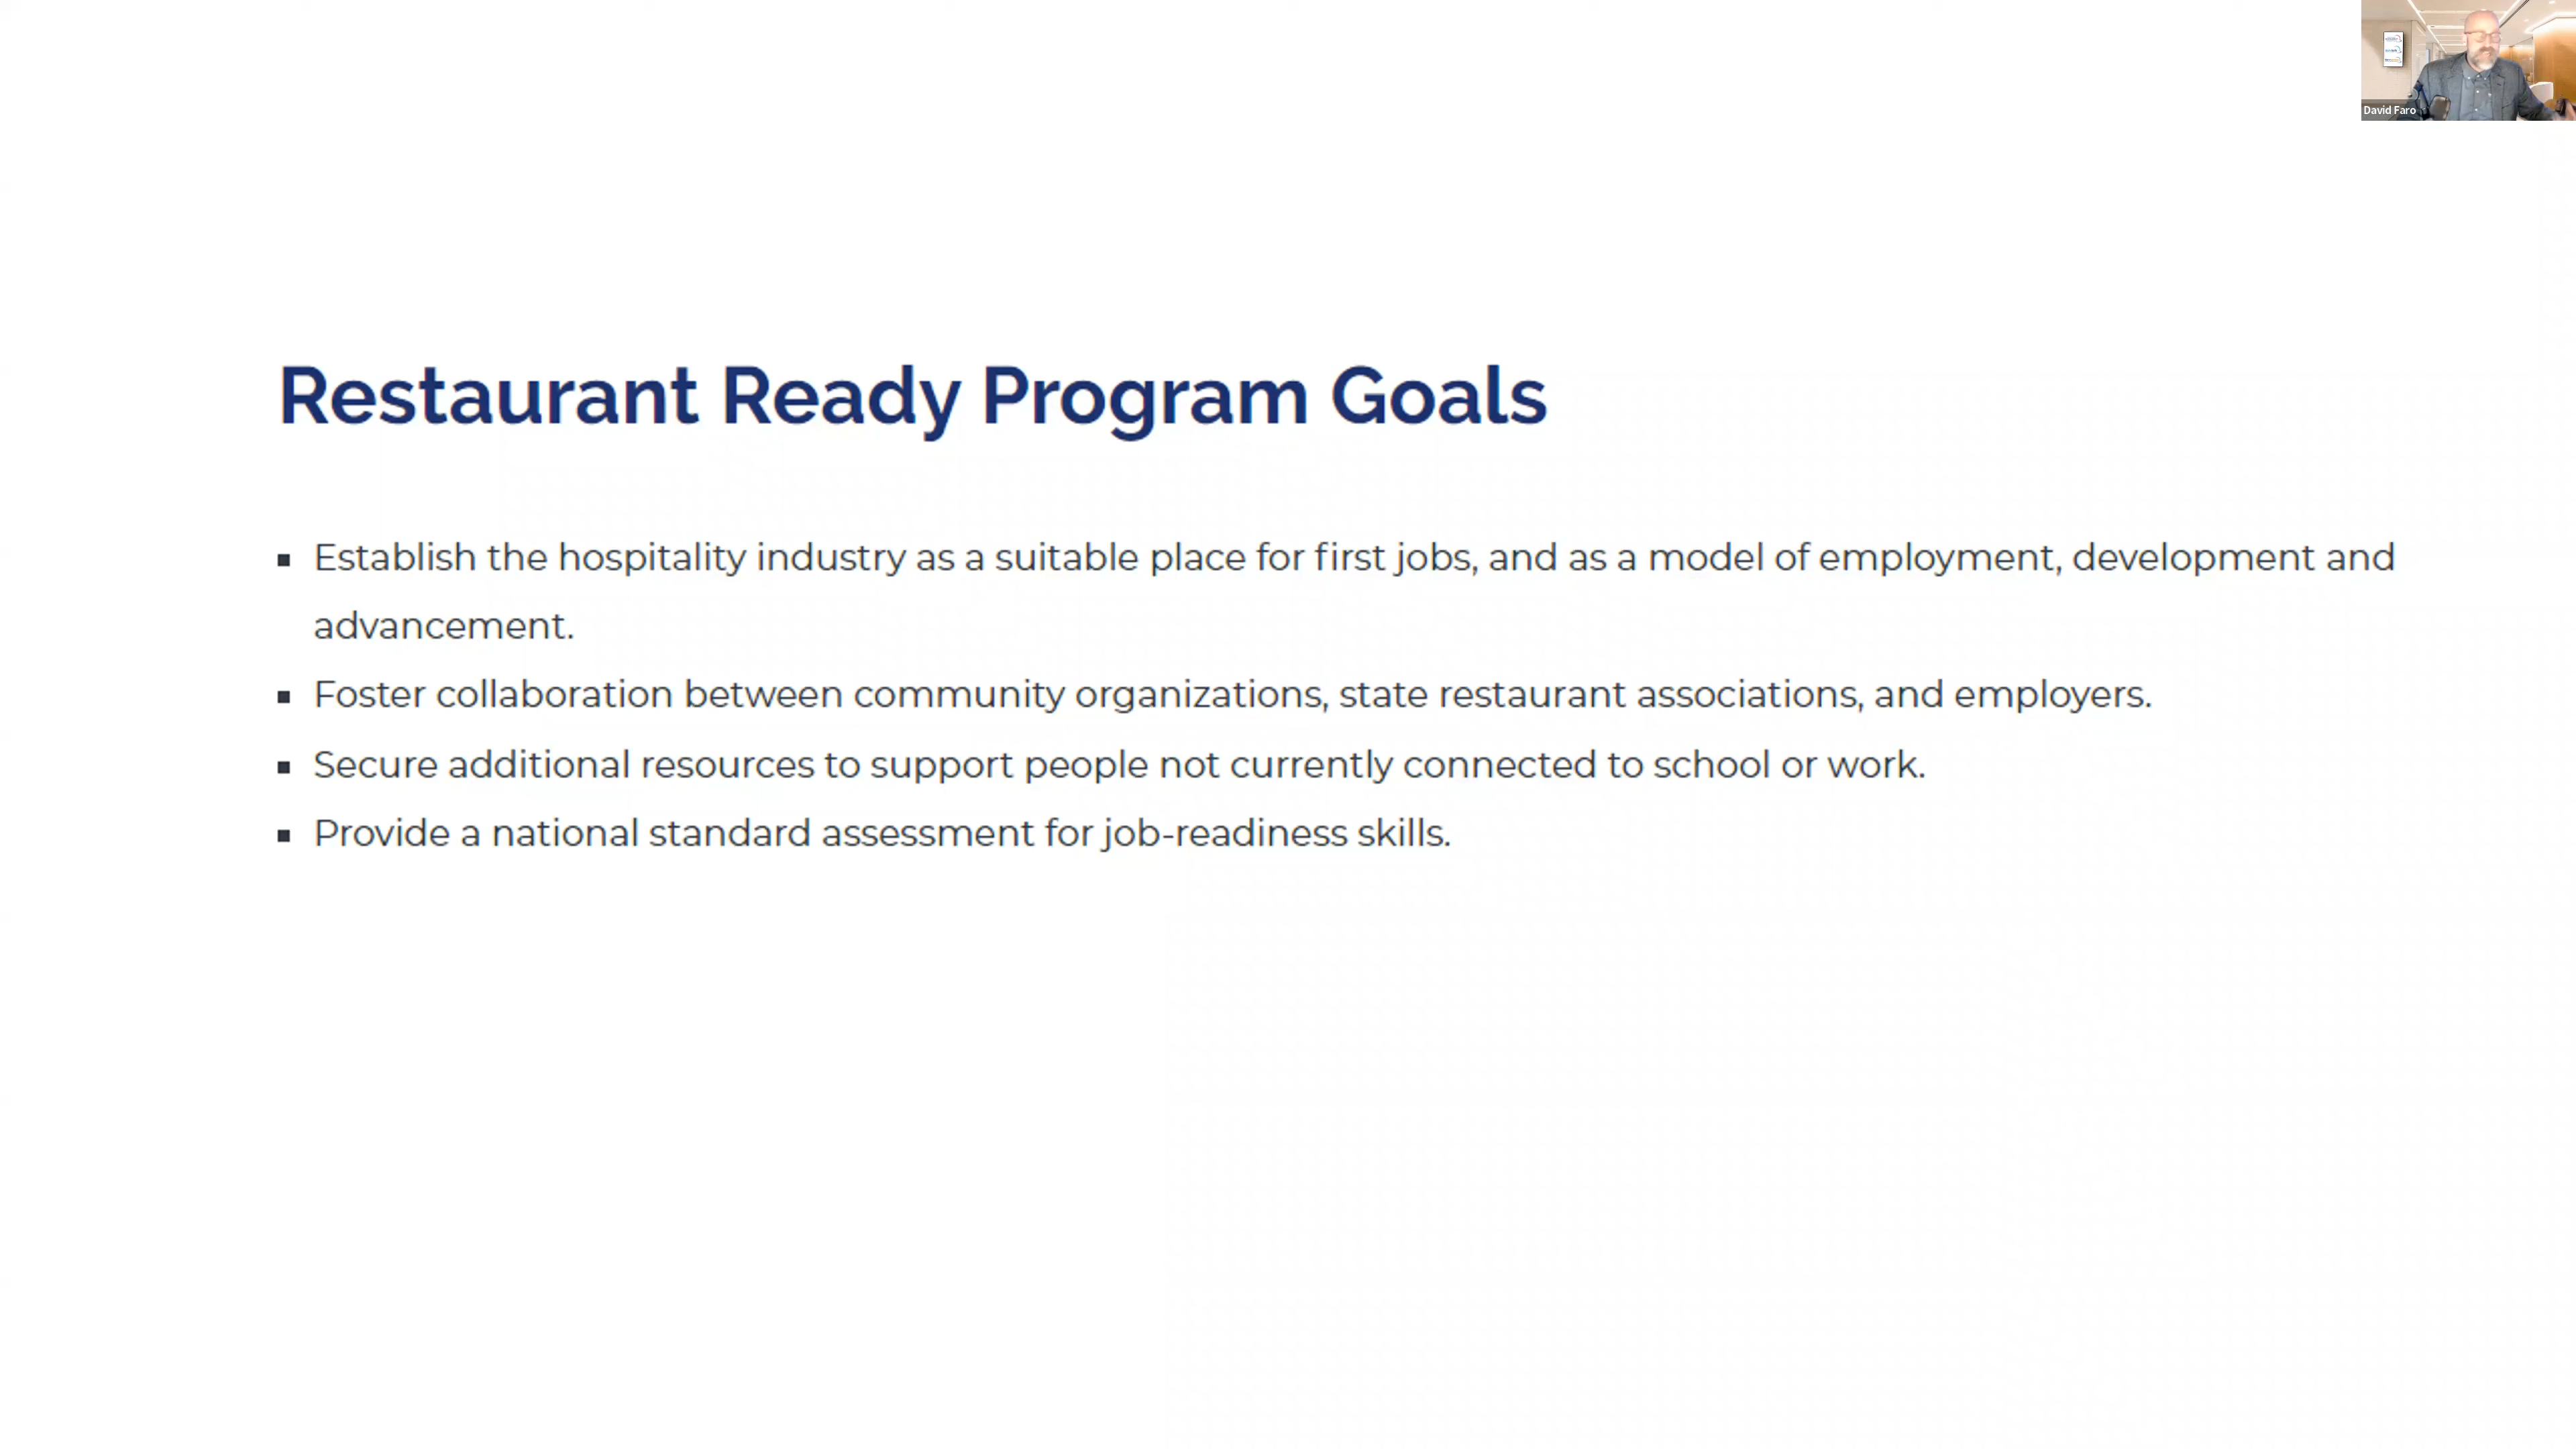 David Faro
Restaurant Ready Program Goals
▪ Establish the hospitality industry as a suitable place for first jobs, and as a model of employment, development and
advancement.
▪ Foster collaboration between community organizations, state restaurant associations, and employers.
▪ Secure additional resources to support people not currently connected to school or work.
▪ Provide a national standard assessment for job-readiness skills.